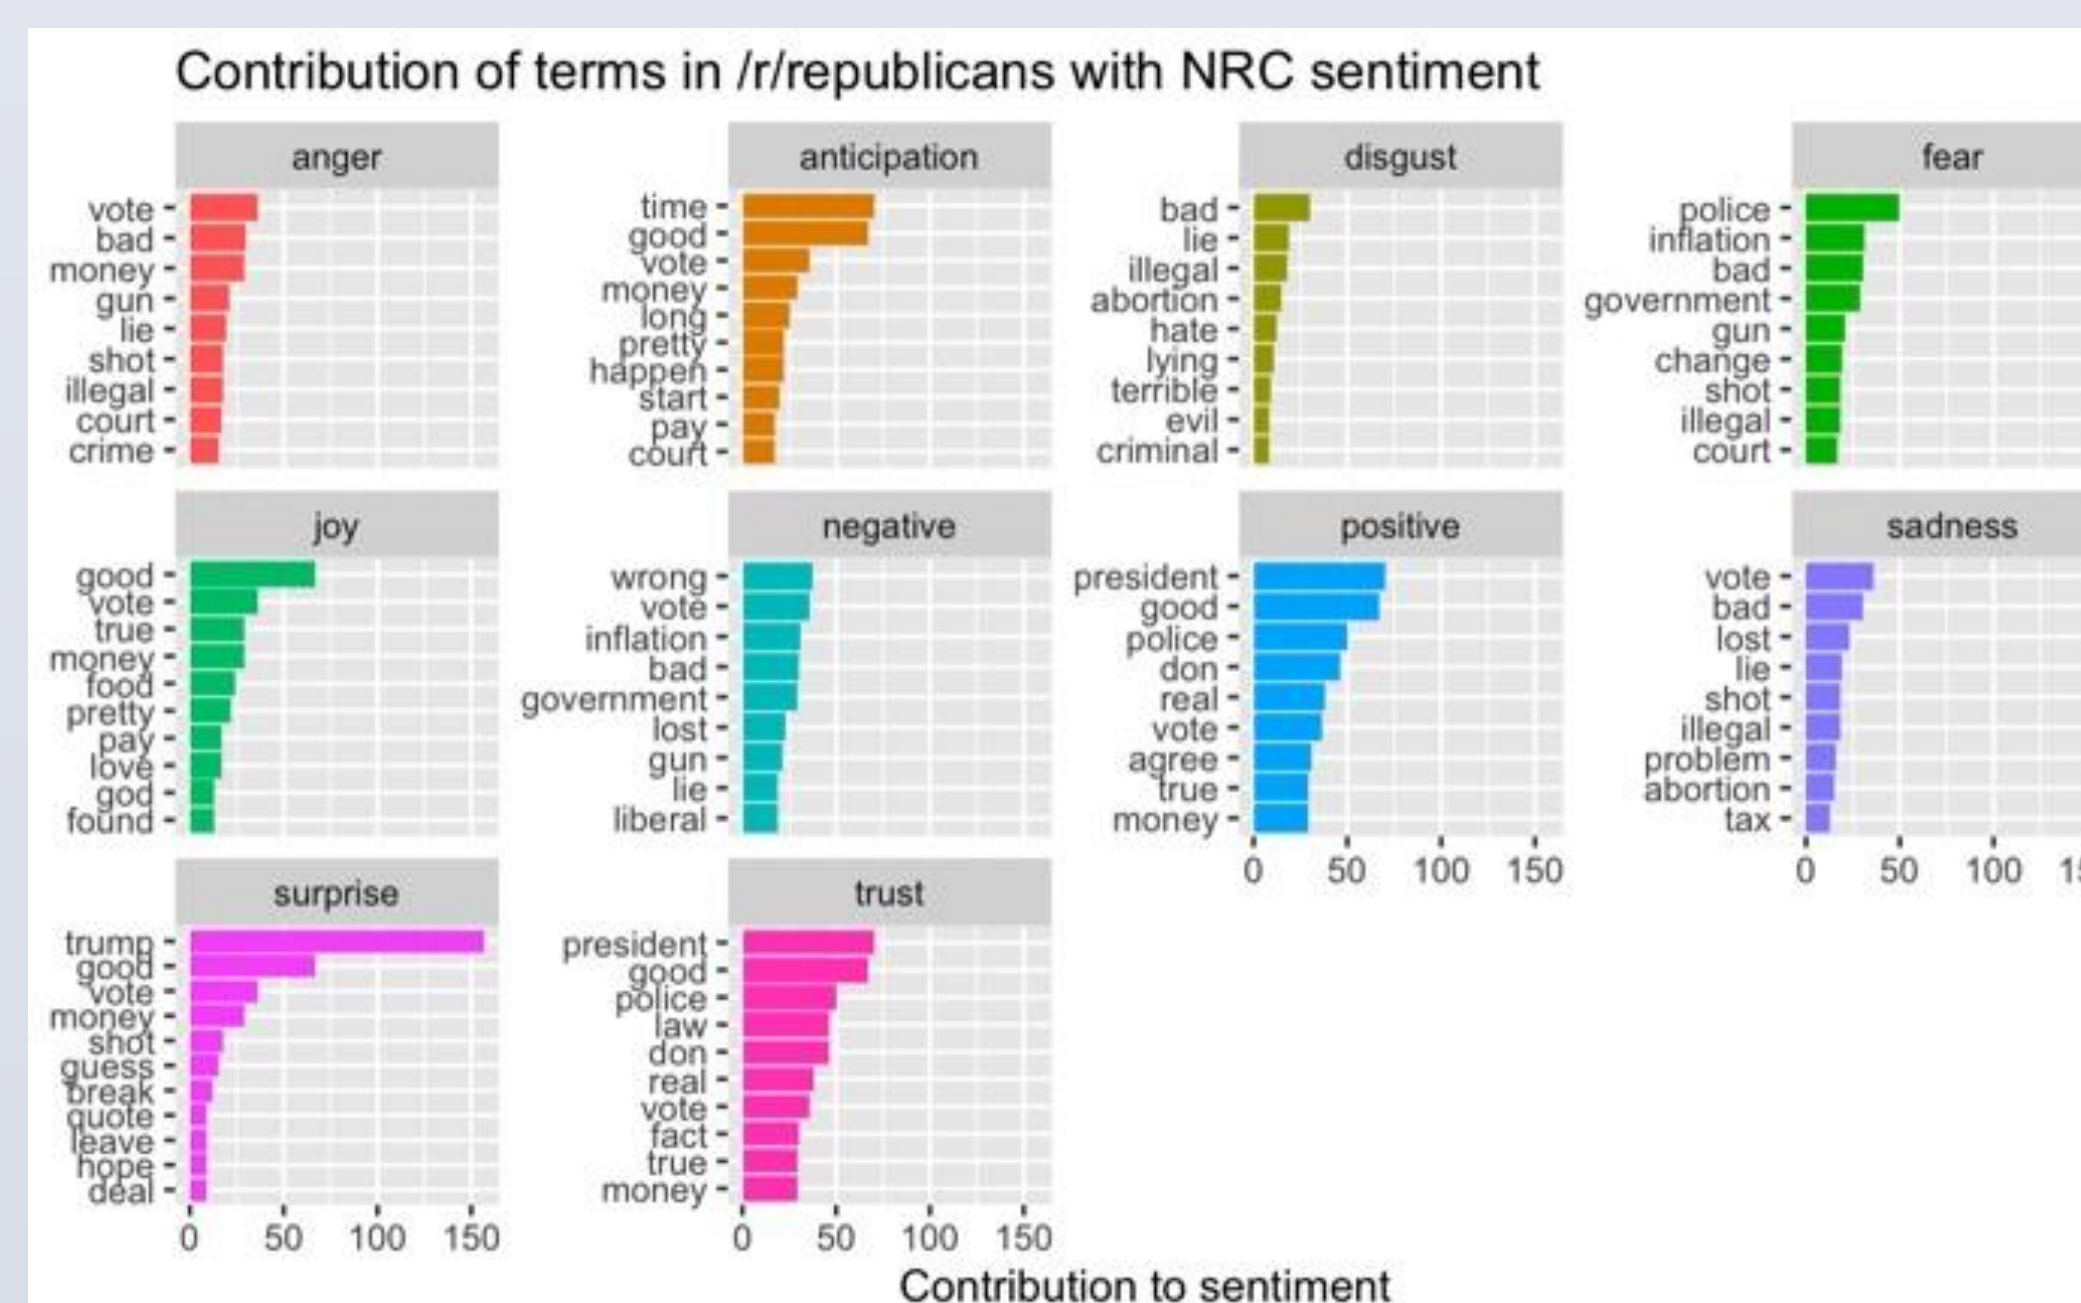 Contribution of terms in /r/republicans with NRC sentiment
anger
vote
bad
money
gun
lie
shot
illegal
court
crime
anticipation
time
good
vote
money
long
pretty
happen
start
pay
court
disgust
bad
lie
illegal
abortion
hate
lying
terrible
evil
criminal
fear
police
inflation
bad
government
gun
change
shot
illegal
court
joy
good
vote
true
money
food
pretty
pay
love
god
found
negative
wrong
vote
inflation
bad
government
lost
gun
lie
liberal
positive
president
good
police
don
real
vote
agree
true
money
0 50 100 150
sadness
vote
bad
lost
lie
shot
illegal
problem
abortion
tax
0 50 100
surprise
trump
good
vote
money
shot
guess
break
quote
leave
hope
deal
0 50 100 150
trust
president
good
police
law
don
real
vote
fact
true
money
0 50 100 150
Contribution to sentiment